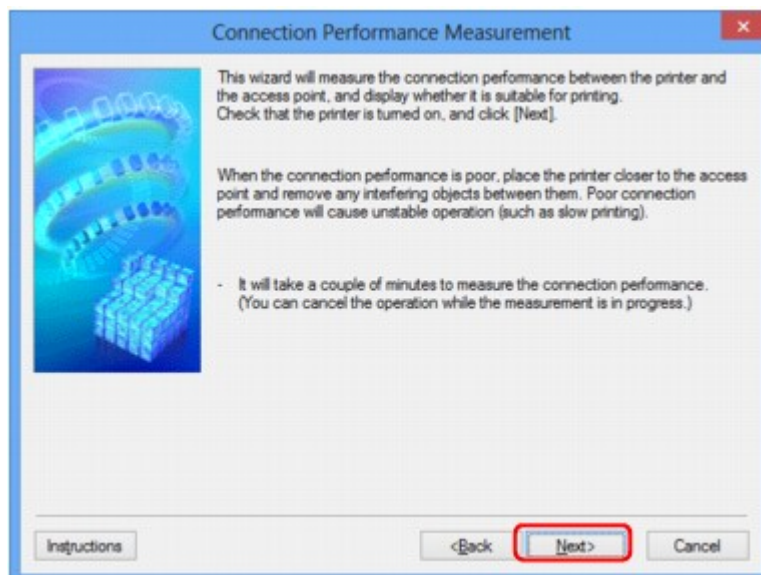 Connection Performance Measurement
This wizard will measure the connection performance between the printer and
the access point, and display whether it is suitable for printing.
Check that the printer is turned on, and click [Next].
When the connection performance is poor, place the printer closer to the access
point and remove any interfering objects between them. Poor connection
performance will cause unstable operation (such as slow printing).
- It will take a couple of minutes to measure the connection performance.
(You can cancel the operation while the measurement is in progress.)
Instructions <Back Next> Cancel